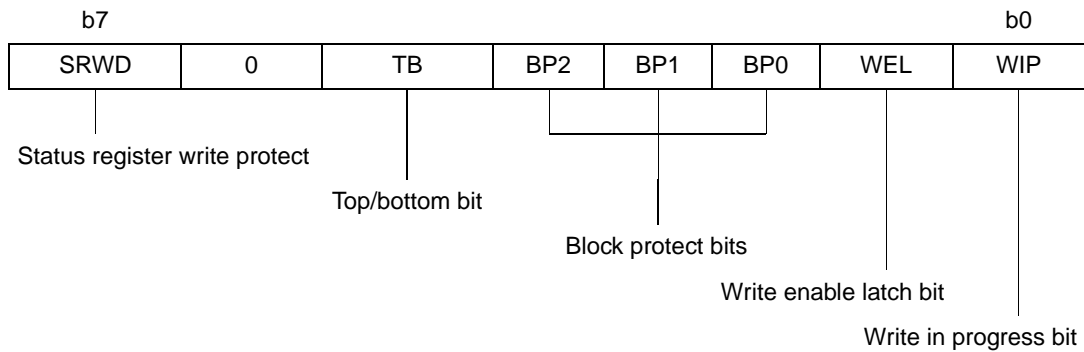 b7 b0
SRWD 0 TB BP2 BP1 BP0 WEL WIP
Status register write protect
Top/bottom bit
Block protect bits
Write enable latch bit
Write in progress bit